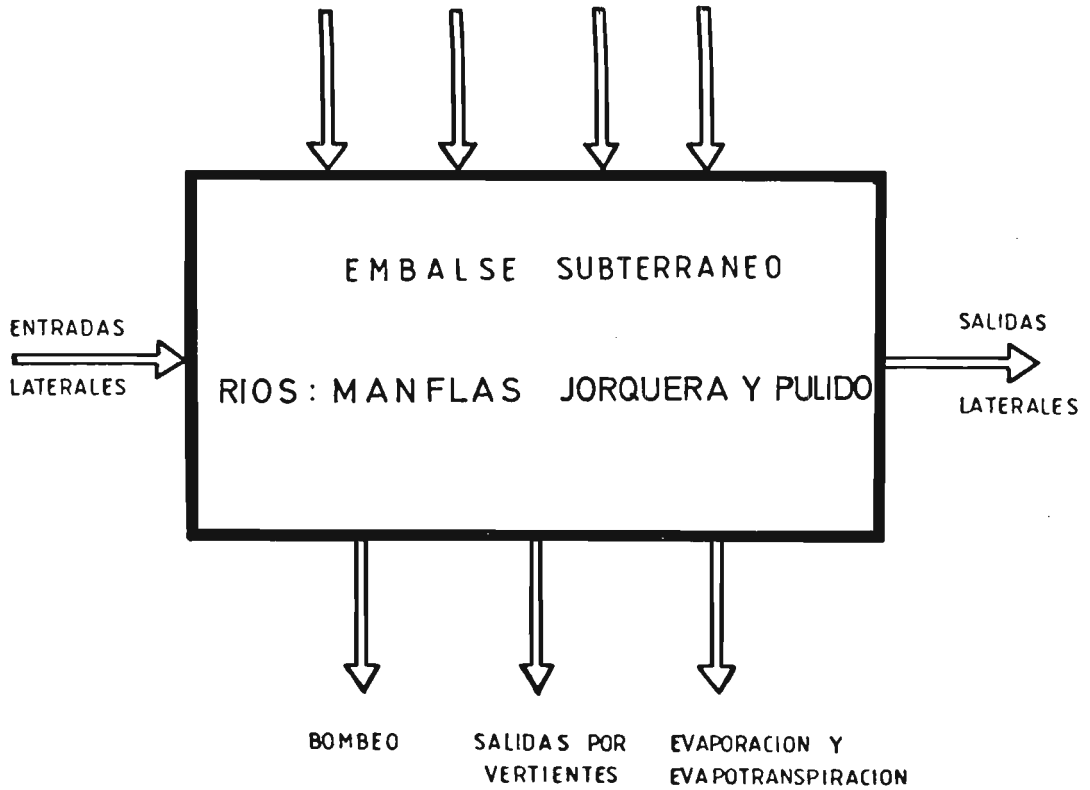 EMBALSE SUBTERRANEO
ENTRADAS
LATERALES
RIOS: MANFLAS JORQUERA Y PULIDO
SALIDAS
LATERALES
BOMBEO
SALIDAS POR
VERTIENTES
EVAPORACION Y
EVAPOTRANSPIRACION